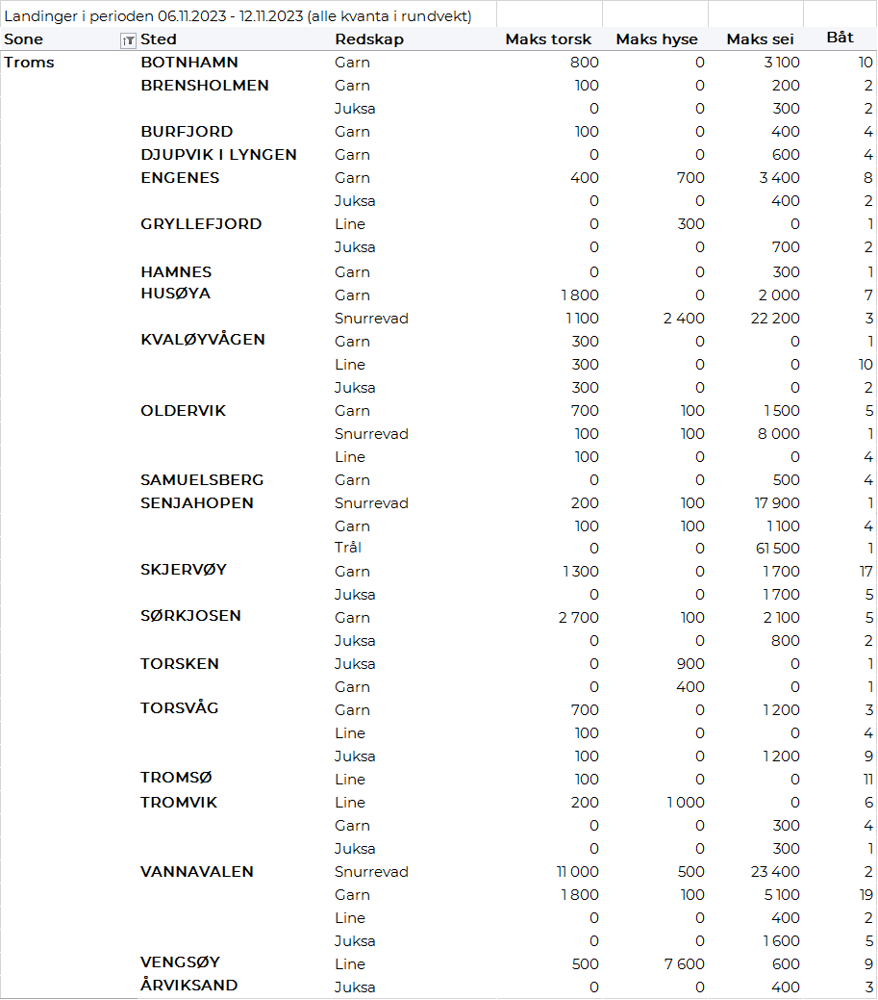 Landinger i perioden 06.11.2023 - 12.11.2023 (alle kvanta i rundvekt)
Sone Sted Redskap Maks torsk Maks hyse Maks sei Båt
Troms BOTNHAMN Garn 800 0 3 100 10
BRENSHOLMEN Garn 100 0 200 2
Juksa 0 0 300 2
BURFJORD Garn 100 0 400 4
DJUPVIK I LYNGEN Garn 0 0 600 4
ENGENES Garn 400 700 3 400 8
Juksa 0 0 400 2
GRYLLEFJORD Line 0 300 0 1
Juksa 0 0 700 2
HAMNES Garn 0 0 300 1
HUSØYA Garn 1 800 0 2 000 7
Snurrevad 1 100 2 400 22 200 3
KVALØYVÅGEN Garn 300 0 0 1
Line 300 0 0 10
Juksa 300 0 0 2
OLDERVIK Garn 700 100 1 500 5
Snurrevad 100 100 8 000 1
Line 100 0 0 4
SAMUELSBERG Garn 0 0 500 4
SENJAHOPEN Snurrevad 200 100 17 900 1
Garn 100 100 1 100 4
Trål 0 0 61 500 1
SKJERVØY Garn 1 300 0 1 700 17
Juksa 0 0 1 700 5
SØRKJOSEN Garn 2 700 100 2 100 5
Juksa 0 0 800 2
TORSKEN Juksa 0 900 0 1
Garn 0 400 0 1
TORSVÅG Garn 700 0 1 200 3
Line 100 0 0 4
Juksa 100 0 1 200 9
TROMSØ Line 100 0 0 11
TROMVIK Line 200 1 000 0 6
Garn 0 0 300 4
Juksa 0 0 300 1
VANNAVALEN Snurrevad 11 000 500 23 400 2
Garn 1 800 100 5 100 19
Line 0 0 400 2
Juksa 0 0 1 600 5
VENGSØY Line 500 7 600 600 9
ÅRVIKSAND Juksa 0 0 400 3